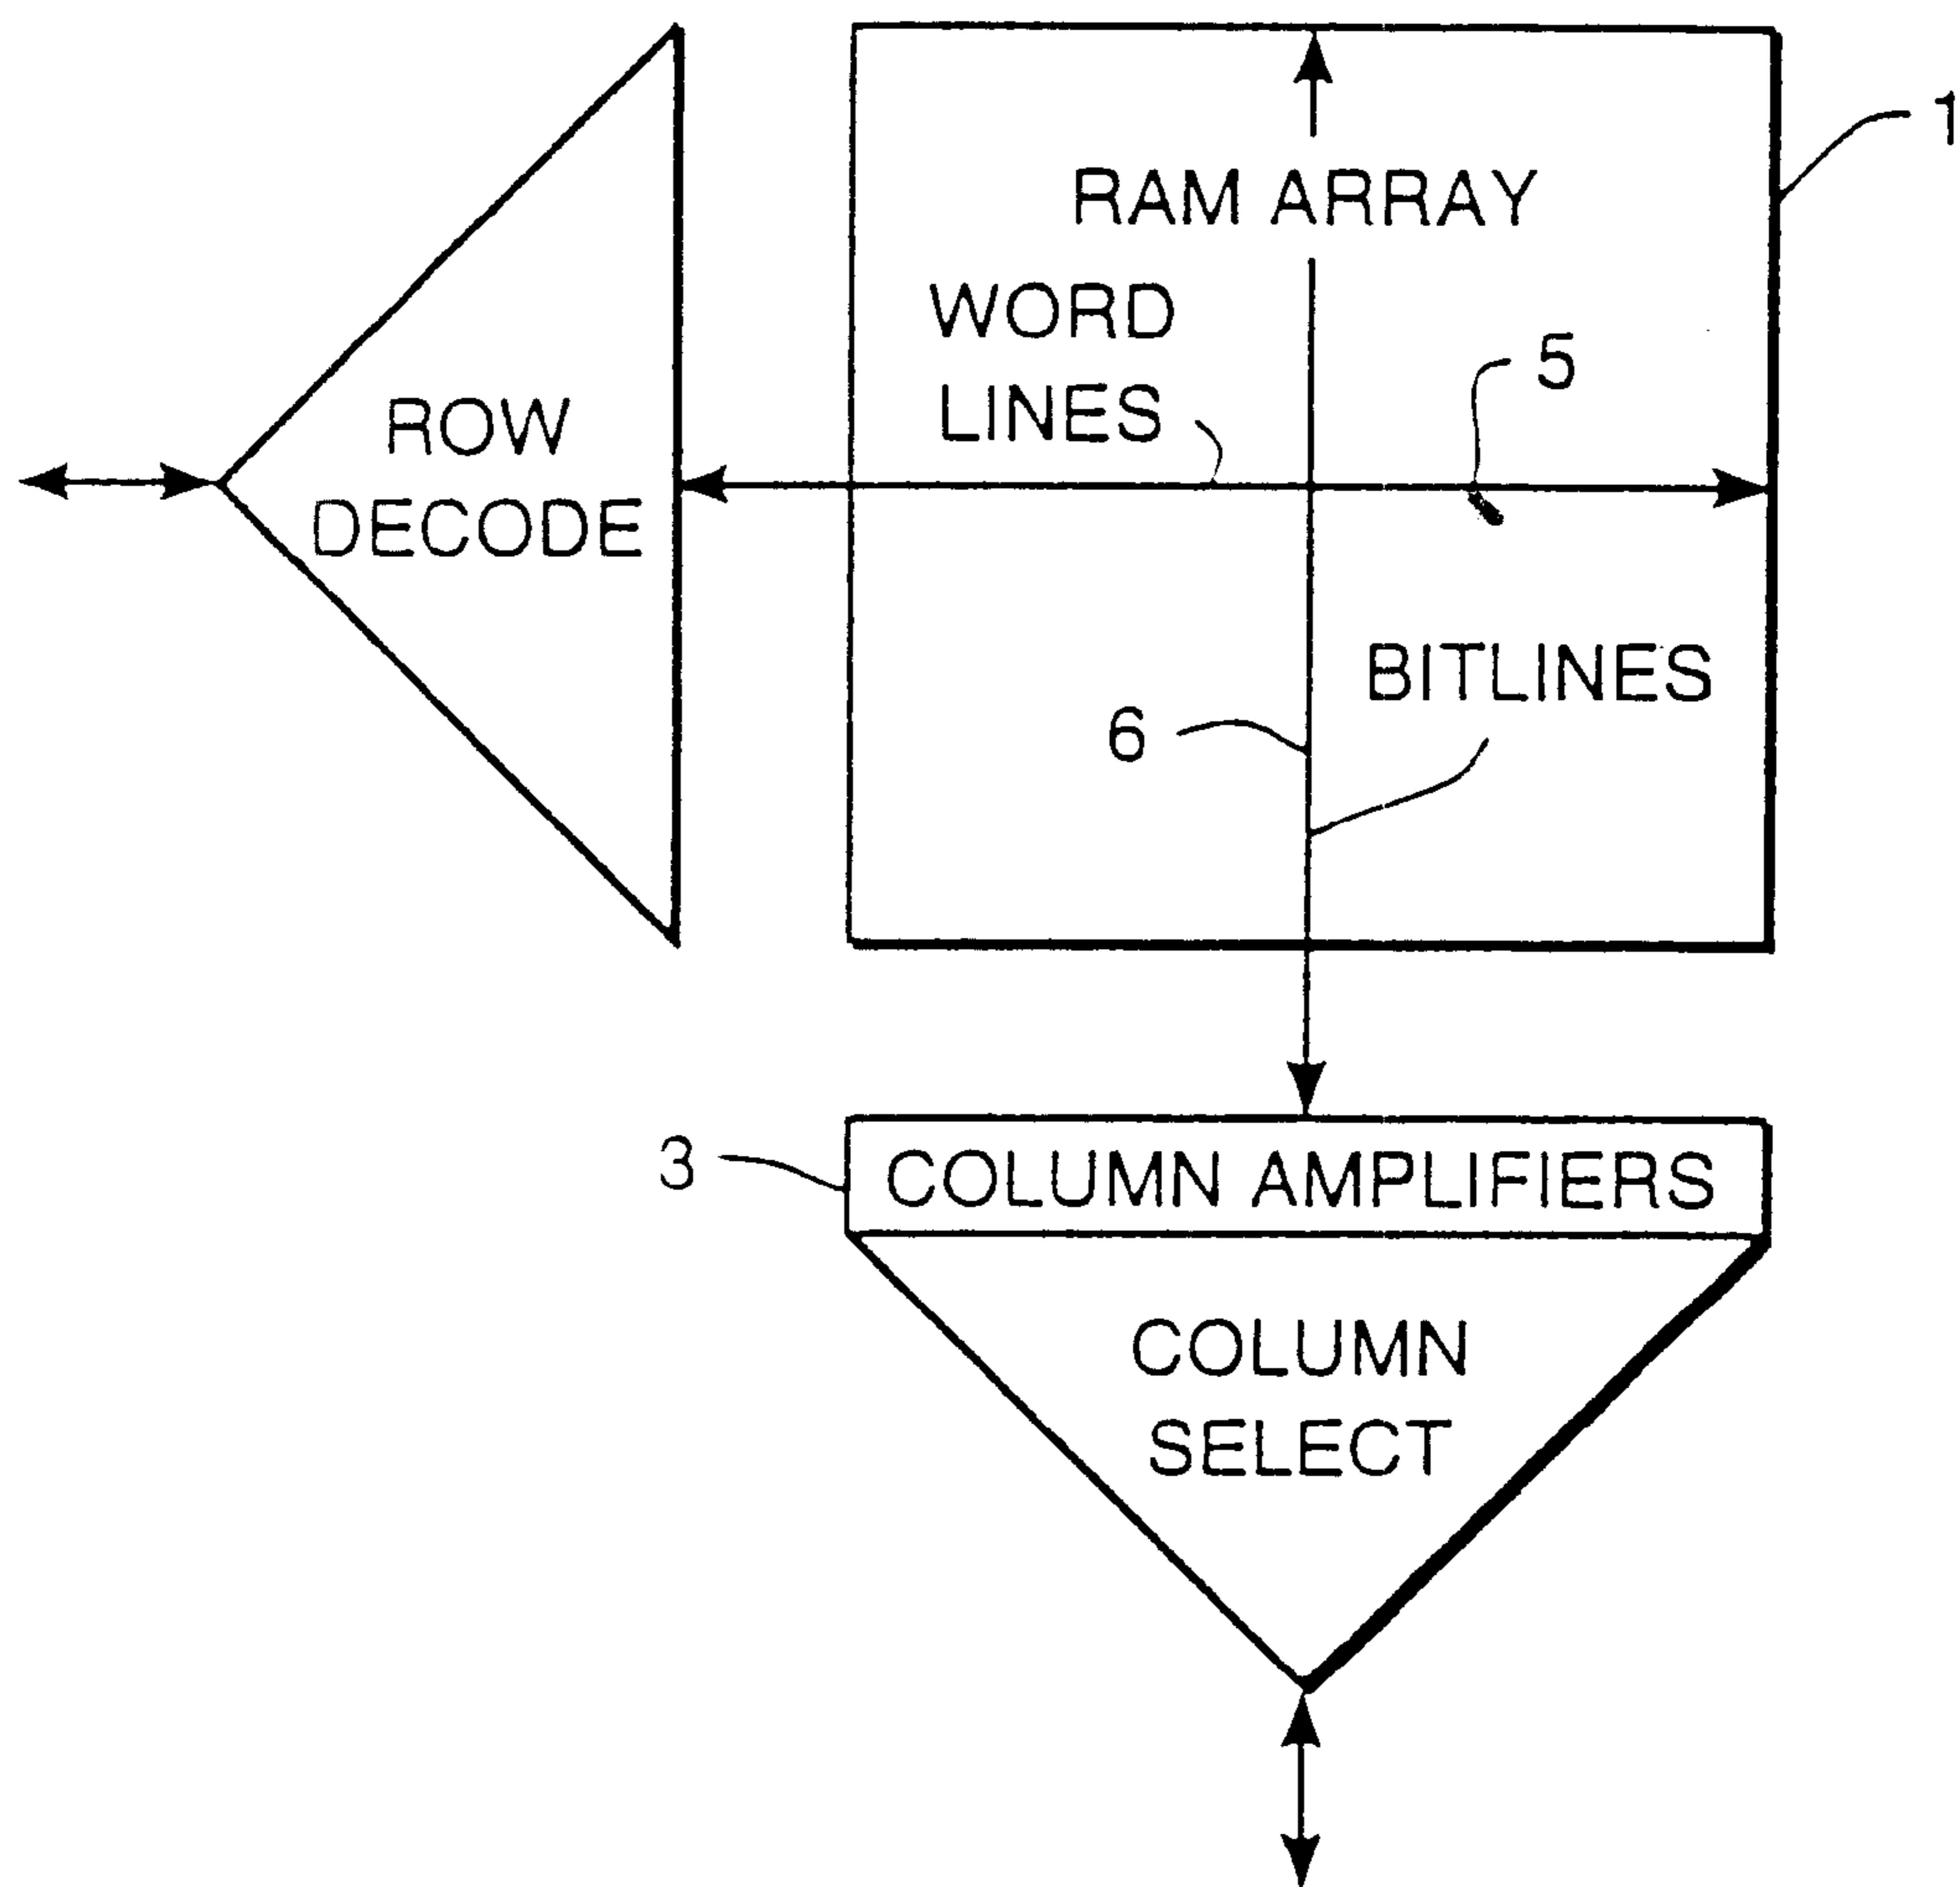 1
RAM ARRAY
WORD
LINES
5
ROW
DECODE
BITLINES
6
3
COLUMN AMPLIFIERS
COLUMN
SELECT